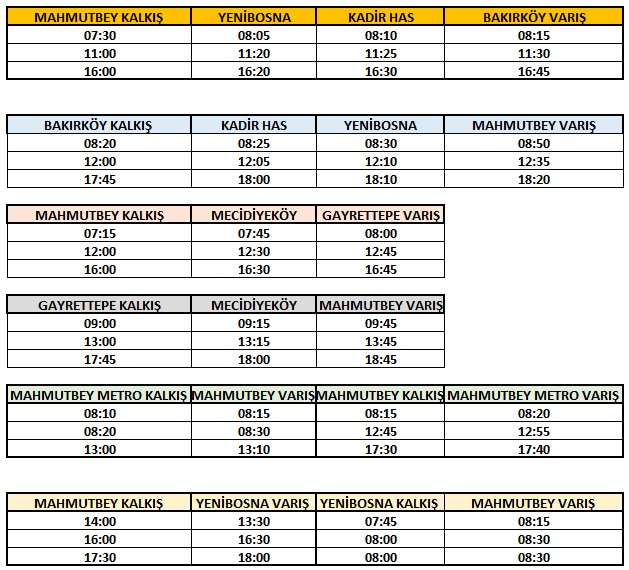 MAHMUTBEY KALKIŞ YENİBOSNA KADİR HAS BAKIRKÖY VARIŞ
07:30 08:05 08:10 08:15
11:00 11:20 11:25 11:30
16:00 16:20 16:30 16:45
BAKIRKÖY KALKIŞ KADİR HAS YENİBOSNA MAHMUTBEY VARIŞ
08:20 08:25 08:30 08:50
12:00 12:05 12:10 12:35
17:45 18:00 18:10 18:20
MAHMUTBEY KALKIŞ MECİDİYEKÖY GAYRETTEPE VARIŞ
07:15 07:45 08:00
12:00 12:30 12:45
16:00 16:30 16:45
GAYRETTEPE KALKIŞ MECİDİYEKÖY MAHMUTBEY VARIŞ
09:00 09:15 09:45
13:00 13:15 13:45
17:45 18:00 18:45
MAHMUTBEY METRO KALKIŞ MAHMUTBEY VARIŞ MAHMUTBEY KALKIŞ MAHMUTBEY METRO VARIŞ
08:10 08:15 08:15 08:20
08:20 08:30 12:45 12:55
13:00 13:10 17:30 17:40
MAHMUTBEY KALKIŞ YENİBOSNA VARIŞ YENİBOSNA KALKIŞ MAHMUTBEY VARIŞ
14:00 13:30 07:45 08:15
16:00 16:30 08:00 08:30
17:30 18:00 08:00 08:30